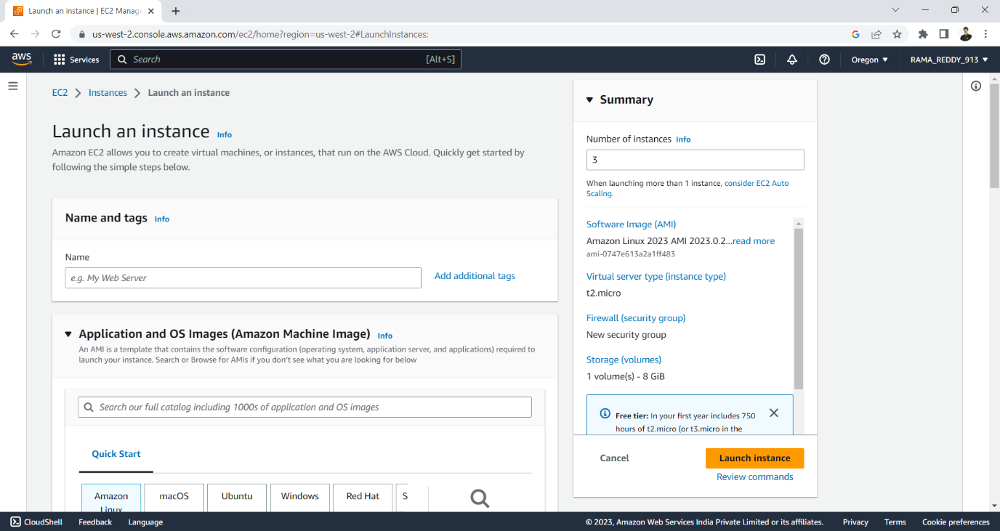 Launch an instance | EC2 Manage
us-west-2.console.aws.amazon.com/ec2/home?region=us-west-2#LaunchInstances:
aws
Services
Search
[Alt+S]
Oregon
RAMA_REDDY_913
EC2
Instances
Launch an instance
Launch an instance Info
Amazon EC2 allows you to create virtual machines, or instances, that run on the AWS Cloud. Quickly get started by
following the simple steps below.
Name and tags Info
Name
e.g. My Web Server
Add additional tags
Application and OS Images (Amazon Machine Image) Info
An AMI is a template that contains the software configuration (operating system, application server, and applications) required to
launch your instance. Search or Browse for AMIs if you don't see what you are looking for below
Search our full catalog including 1000s of application and OS images
Quick Start
Amazon
Linux
macOS
Ubuntu
Windows
Red Hat
S
Summary
Number of instances Info
3
When launching more than 1 instance, consider EC2 Auto
Scaling.
Software Image (AMI)
Amazon Linux 2023 AMI 2023.0.2...read more
ami-0747e613a2a1ff483
Virtual server type (instance type)
t2.micro
Firewall (security group)
New security group
Storage (volumes)
1 volume(s) - 8 GiB
Free tier: In your first year includes 750
hours of t2.micro (or t3.micro in the
Cancel
Launch instance
Review commands
CloudShell
Feedback
Language
© 2023, Amazon Web Services India Private Limited or its affiliates.
Privacy
Terms
Cookie preferences